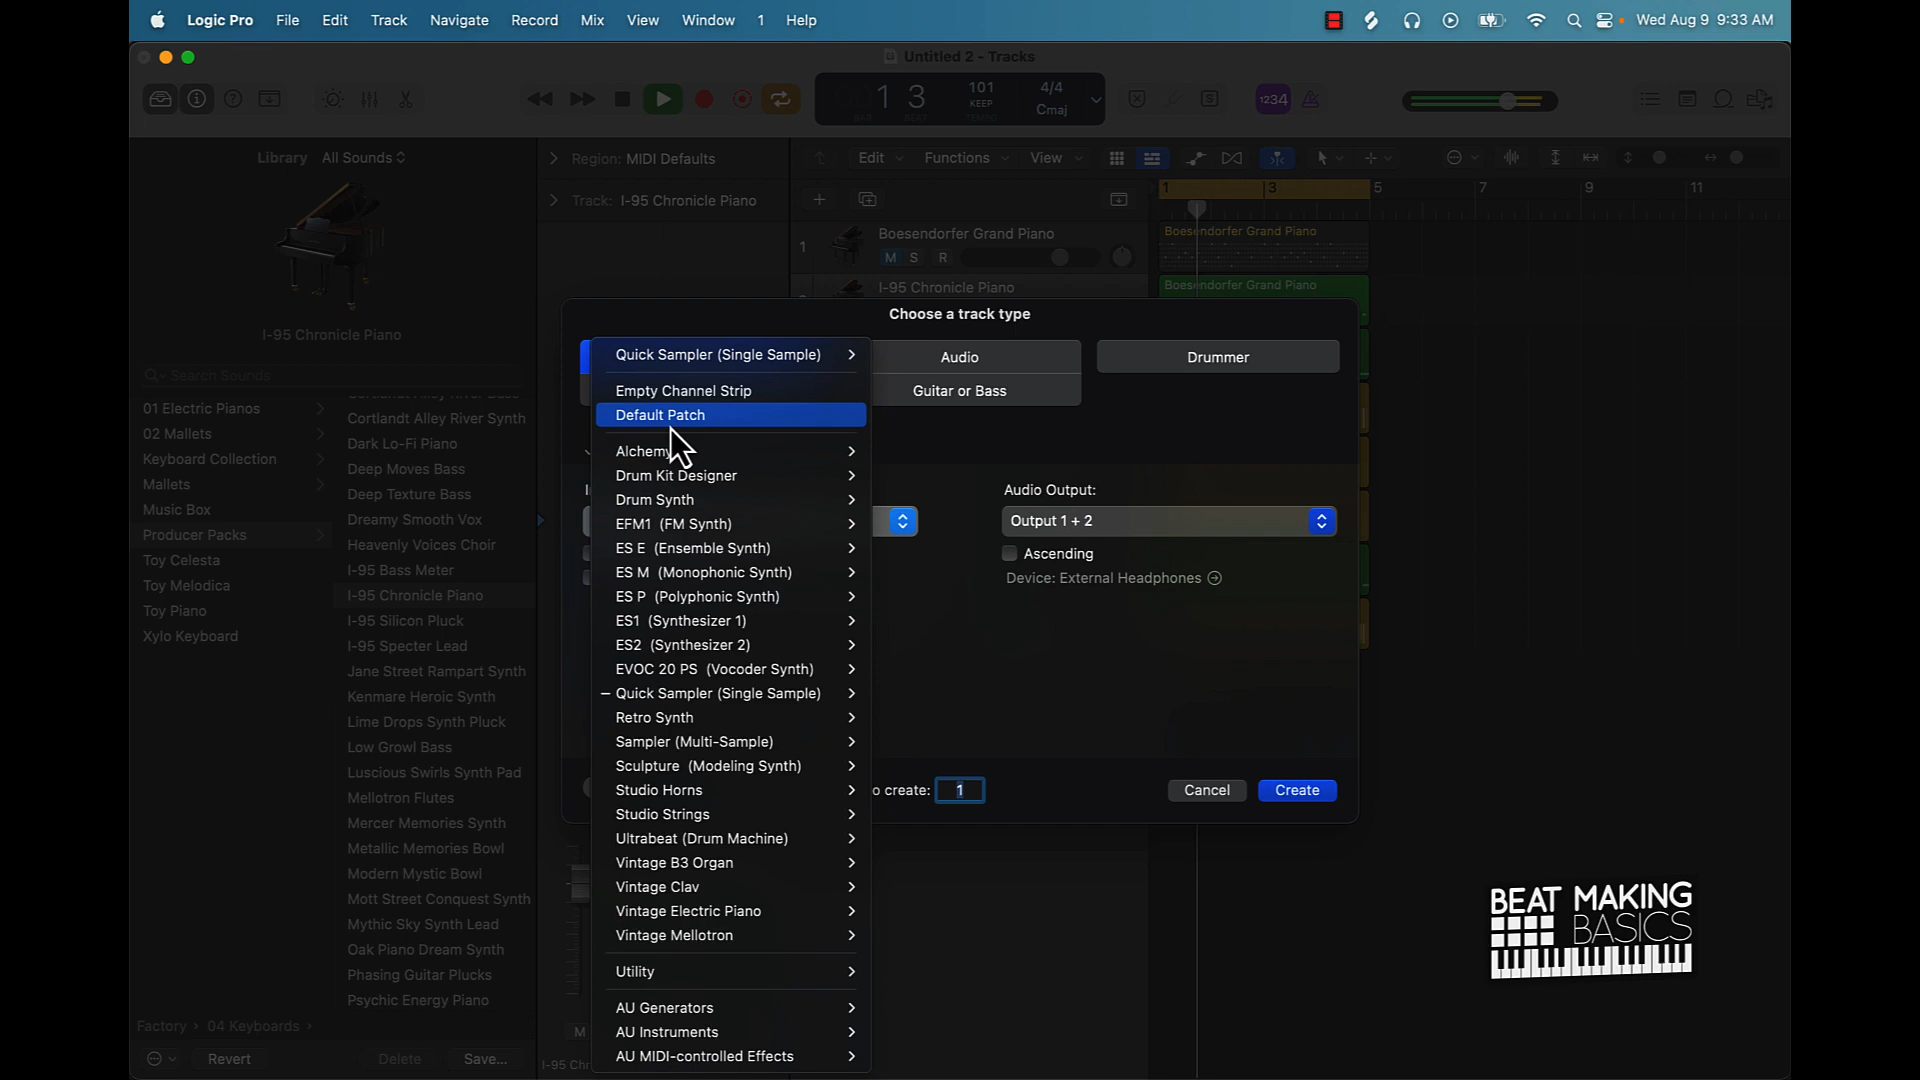 Logic Pro File Edit Track Navigate Record Mix View Window 1 Help Wed Aug 9 9:33 AM
Untitled 2 - Tracks
1 3 101 4/4
KEEP Cmaj
BAR BEAT TEMPO
1234
Library All Sounds
I-95 Chronicle Piano
Search Sounds
01 Electric Pianos
02 Mallets
Keyboard Collection
Mallets
Music Box
Producer Packs
Toy Celesta
Toy Melodica
Toy Piano
Xylo Keyboard
Cortlandt Alley River Synth
Dark Lo-Fi Piano
Deep Moves Bass
Deep Texture Bass
Dreamy Smooth Vox
Heavenly Voices Choir
I-95 Bass Meter
I-95 Chronicle Piano
I-95 Silicon Pluck
I-95 Specter Lead
Jane Street Rampart Synth
Kenmare Heroic Synth
Lime Drops Synth Pluck
Low Growl Bass
Luscious Swirls Synth Pad
Mellotron Flutes
Mercer Memories Synth
Metallic Memories Bowl
Modern Mystic Bowl
Mott Street Conquest Synth
Mythic Sky Synth Lead
Oak Piano Dream Synth
Phasing Guitar Plucks
Psychic Energy Piano
Factory › 04 Keyboards ›
Revert Delete Save...
Region: MIDI Defaults
Track: I-95 Chronicle Piano
Edit Functions View
1 3 5 7 9 11
1 Boesendorfer Grand Piano
M S R
I-95 Chronicle Piano
Boesendorfer Grand Piano
Boesendorfer Grand Piano
Choose a track type
Audio
Drummer
Guitar or Bass
Quick Sampler (Single Sample)
Empty Channel Strip
Default Patch
Alchemy
Drum Kit Designer
Drum Synth
EFM1 (FM Synth)
ES E (Ensemble Synth)
ES M (Monophonic Synth)
ES P (Polyphonic Synth)
ES1 (Synthesizer 1)
ES2 (Synthesizer 2)
EVOC 20 PS (Vocoder Synth)
– Quick Sampler (Single Sample)
Retro Synth
Sampler (Multi-Sample)
Sculpture (Modeling Synth)
Studio Horns
Studio Strings
Ultrabeat (Drum Machine)
Vintage B3 Organ
Vintage Clav
Vintage Electric Piano
Vintage Mellotron
Utility
AU Generators
AU Instruments
AU MIDI-controlled Effects
Audio Output:
Output 1 + 2
Ascending
Device: External Headphones
o create: 1
Cancel Create
M
I-95 Chr
BEAT MAKING
BASICS